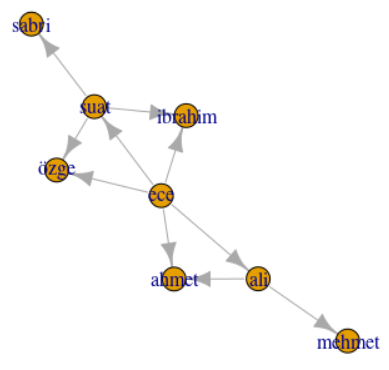 sabri
suat
ibrahim
özge
ece
ahmet
ali
mehmet